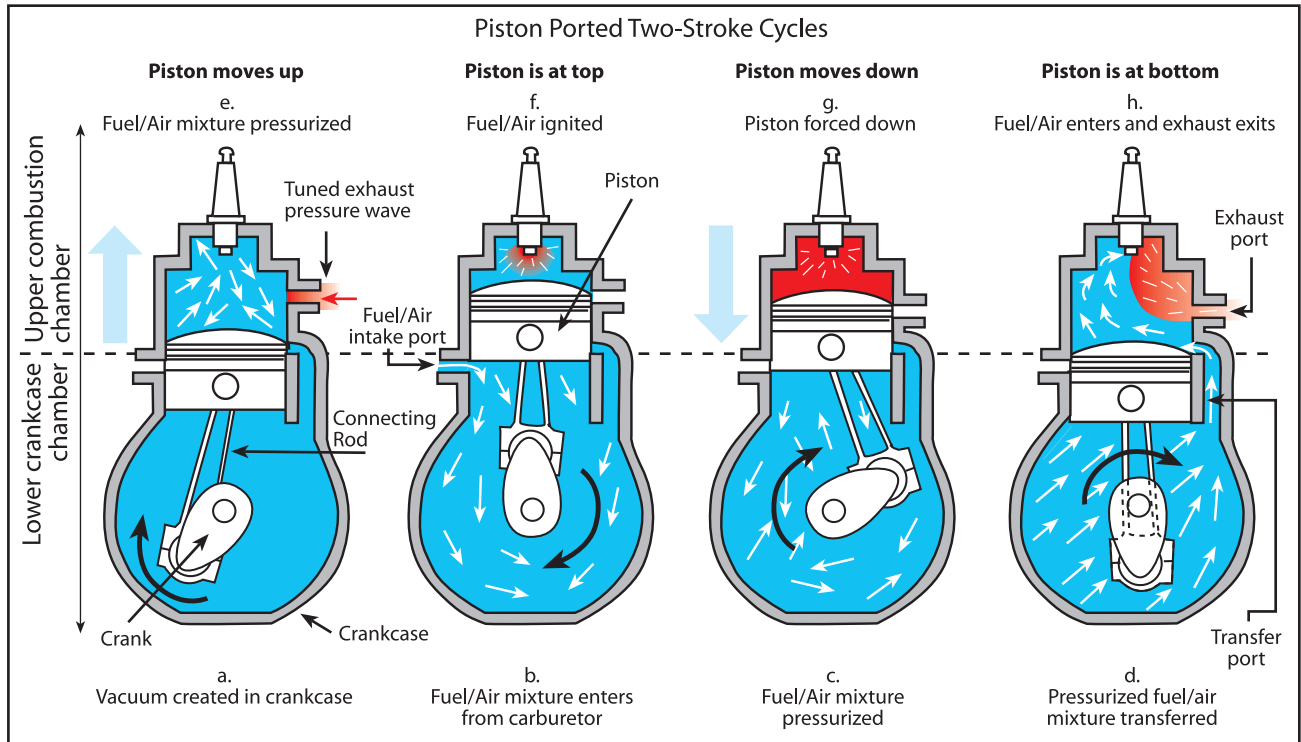 Piston Ported Two-Stroke Cycles
Piston moves up
Piston is at top
Piston moves down
Piston is at bottom
e.
Fuel/Air mixture pressurized
f.
Fuel/Air ignited
g.
Piston forced down
h.
Fuel/Air enters and exhaust exits
Upper combustion
chamber
Lower crankcase
chamber
Tuned exhaust
pressure wave
Piston
Exhaust
port
Fuel/Air
intake port
Connecting
Rod
Crank
Crankcase
Transfer
port
a.
Vacuum created in crankcase
b.
Fuel/Air mixture enters
from carburetor
c.
Fuel/Air mixture
pressurized
d.
Pressurized fuel/air
mixture transferred